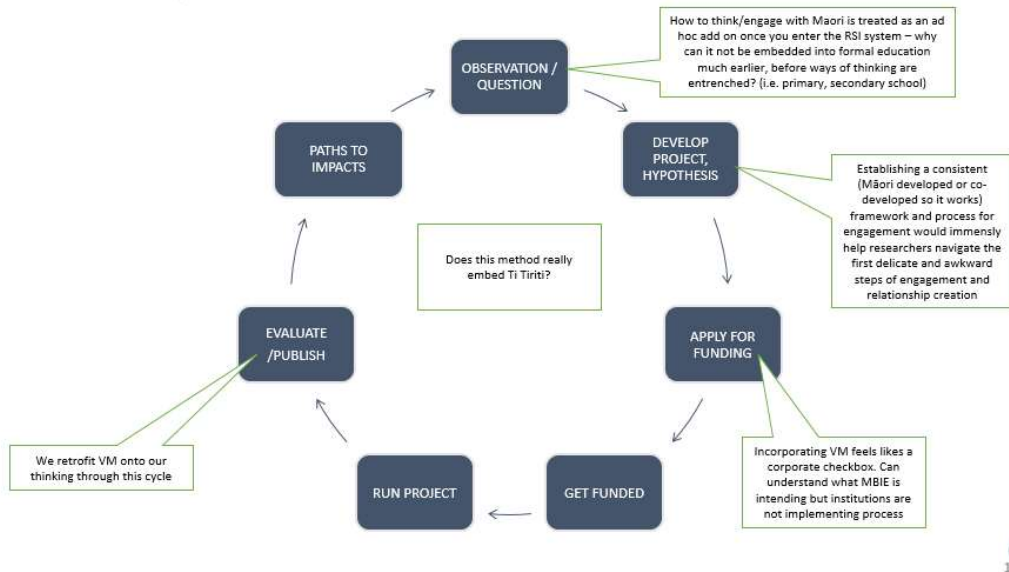 How to think/engage with Maori is treated as an ad
hoc add on once you enter the RSI system – why
can it not be embedded into formal education
much earlier, before ways of thinking are
entrenched? (i.e. primary, secondary school)
OBSERVATION /
QUESTION
PATHS TO
IMPACTS
DEVELOP
PROJECT,
HYPOTHESIS
Establishing a consistent
(Māori developed or co-
developed so it works)
framework and process for
engagement would immensly
help researchers navigate the
first delicate and awkward
steps of engagement and
relationship creation
Does this method really
embed Ti Tiriti?
EVALUATE
/PUBLISH
APPLY FOR
FUNDING
We retrofit VM onto our
thinking through this cycle
RUN PROJECT
GET FUNDED
Incorporating VM feels likes a
corporate checkbox. Can
understand what MBIE is
intending but institutions are
not implementing process
1